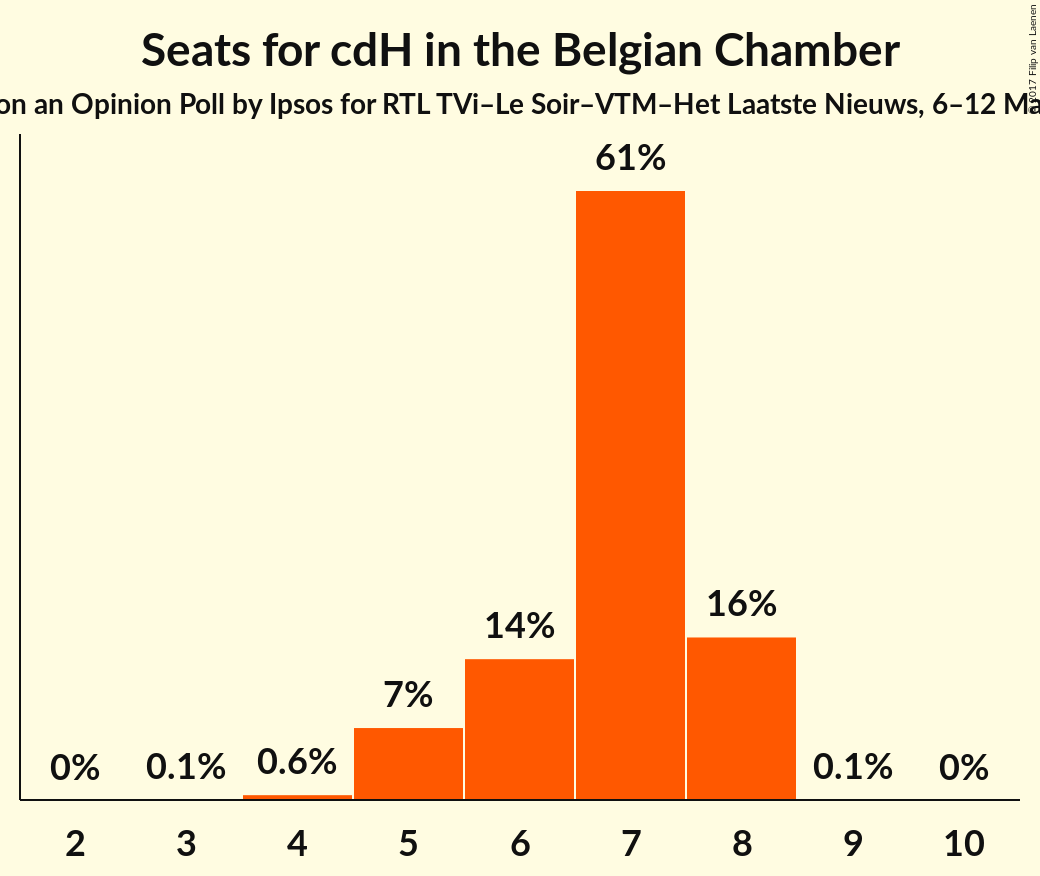 Seats for cdH in the Belgian Chamber
on an Opinion Poll by Ipsos for RTL TVi–Le Soir–VTM–Het Laatste Nieuws, 6–12 Ma
© 2017 Filip van Laenen
61%
16%
14%
7%
0% 0.1% 0.6% 0.1% 0%
2 3 4 5 6 7 8 9 10